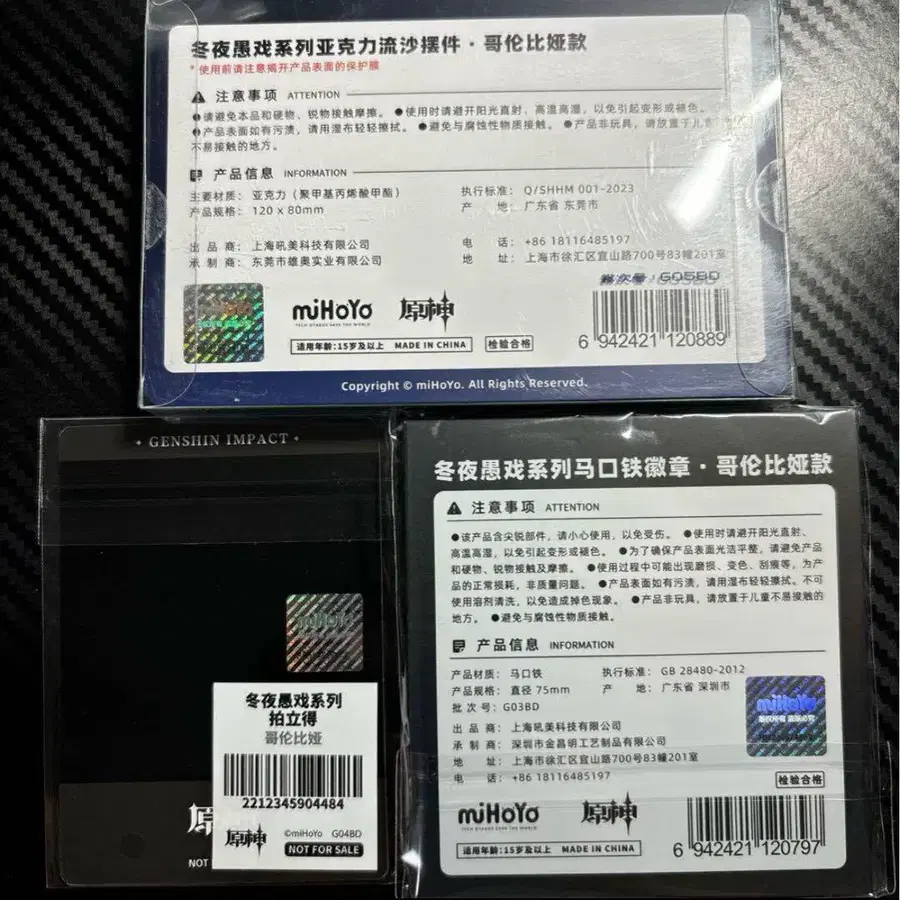 冬夜愚戏系列亚克力流沙摆件·哥伦比娅款
*使用前请注意揭开产品表面的保护膜
注意事项 ATTENTION
●请避免本品和硬物、锐物接触摩擦。 ●使用时请避开阳光直射,高温高湿,以免引起变形或褪色。
●产品表面如有污渍,请用湿布轻轻擦拭。 ●避免与腐蚀性物质接触。 ●产品非玩具,请放置于儿童
不易接触的地方。
产品信息 INFORMATION
主要材质: 亚克力(聚甲基丙烯酸甲酯) 执行标准: Q/SHHM 001-2023
产品规格: 120 x 80mm 产 地: 广东省 东莞市
出 品 商: 上海吼美科技有限公司 电 话: +86 18116485197
承 制 商: 东莞市雄奥实业有限公司 地 址: 上海市徐汇区宜山路700号83幢201室
批次号:G05BD
miHoYo
TECH OTAKUS SAVE THE WORLD
原神
适用年龄:15岁及以上 MADE IN CHINA 检验合格
6 942421 120889
Copyright © miHoYo. All Rights Reserved.
GENSHIN IMPACT
miHoYo
冬夜愚戏系列
拍立得
哥伦比娅
2212345904484
原神 ©miHoYo G04BD
NOT FOR SALE
原
NOT
冬夜愚戏系列马口铁徽章·哥伦比娅款
注意事项 ATTENTION
●该产品含尖锐部件,请小心使用,以免受伤。 ●使用时请避开阳光直射,
高温高湿,以免引起变形或褪色。 ●为了确保产品表面光洁平整,请避免产品
和硬物、锐物接触及摩擦。 ●使用过程中可能出现磨损、变色、刮痕等,为产
品的正常损耗,非质量问题。 ●产品表面如有污渍,请用湿布轻轻擦拭。不可
使用溶剂清洗,以免造成掉色现象。 ●产品非玩具,请放置于儿童不易接触的
地方。 ●避免与腐蚀性物质接触。
产品信息 INFORMATION
产品材质: 马口铁 执行标准: GB 28480-2012
产品规格: 直径 75mm 产 地: 广东省 深圳市
批 次 号: G03BD
出 品 商: 上海吼美科技有限公司
承 制 商: 深圳市金昌明工艺制品有限公司
地 址: 上海市徐汇区宜山路700号83幢201室
电 话: +86 18116485197
miHoYo
版权所有 盗版必究
检验合格
miHoYo
TECH OTAKUS SAVE THE WORLD
原神
适用年龄:15岁及以上 MADE IN CHINA
6 942421 120797